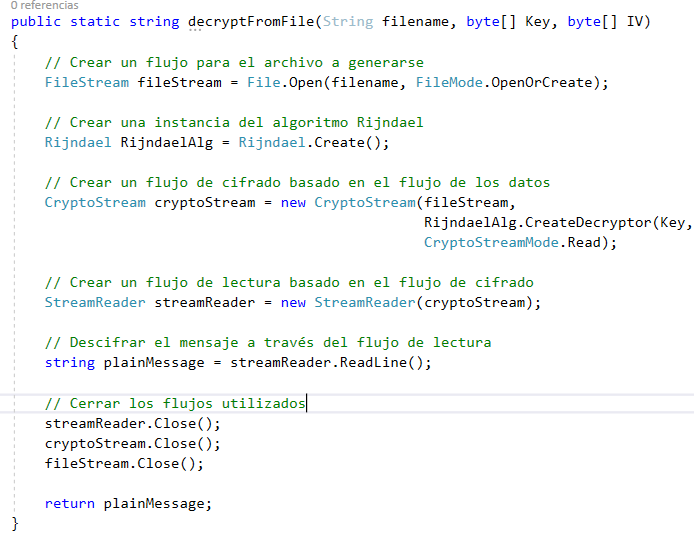 0 referencias
public static string decryptFromFile(String filename, byte[] Key, byte[] IV)
{
// Crear un flujo para el archivo a generarse
FileStream fileStream = File.Open(filename, FileMode.OpenOrCreate);
// Crear una instancia del algoritmo Rijndael
Rijndael RijndaelAlg = Rijndael.Create();
// Crear un flujo de cifrado basado en el flujo de los datos
CryptoStream cryptoStream = new CryptoStream(fileStream,
RijndaelAlg.CreateDecryptor(Key,
CryptoStreamMode.Read);
// Crear un flujo de lectura basado en el flujo de cifrado
StreamReader streamReader = new StreamReader(cryptoStream);
// Descifrar el mensaje a través del flujo de lectura
string plainMessage = streamReader.ReadLine();
// Cerrar los flujos utilizados
streamReader.Close();
cryptoStream.Close();
fileStream.Close();
return plainMessage;
}